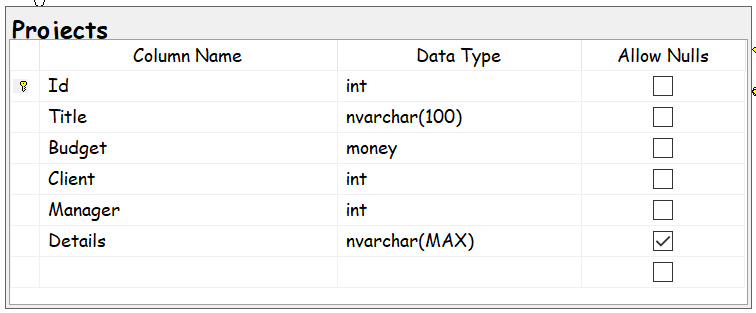 Projects
Column Name Data Type Allow Nulls
Id int
Title nvarchar(100)
Budget money
Client int
Manager int
Details nvarchar(MAX)